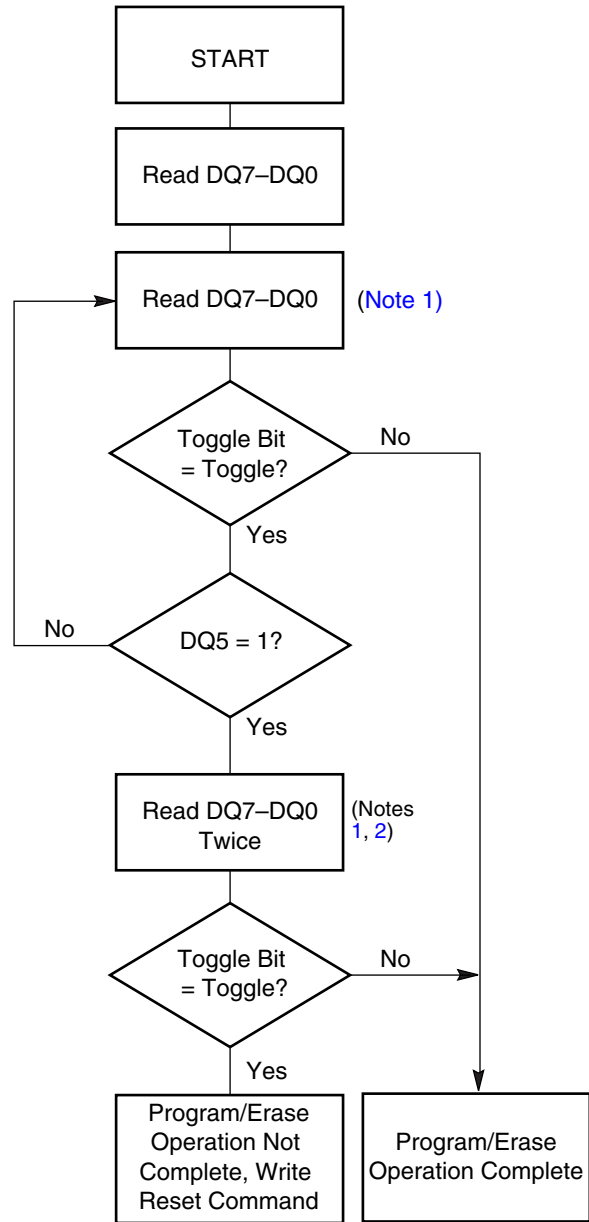 START
Read DQ7–DQ0
Read DQ7–DQ0
(Note 1)
Toggle Bit
= Toggle?
No
Yes
No
DQ5 = 1?
Yes
Read DQ7–DQ0
Twice
(Notes
1, 2)
Toggle Bit
= Toggle?
No
Yes
Program/Erase
Operation Not
Complete, Write
Reset Command
Program/Erase
Operation Complete